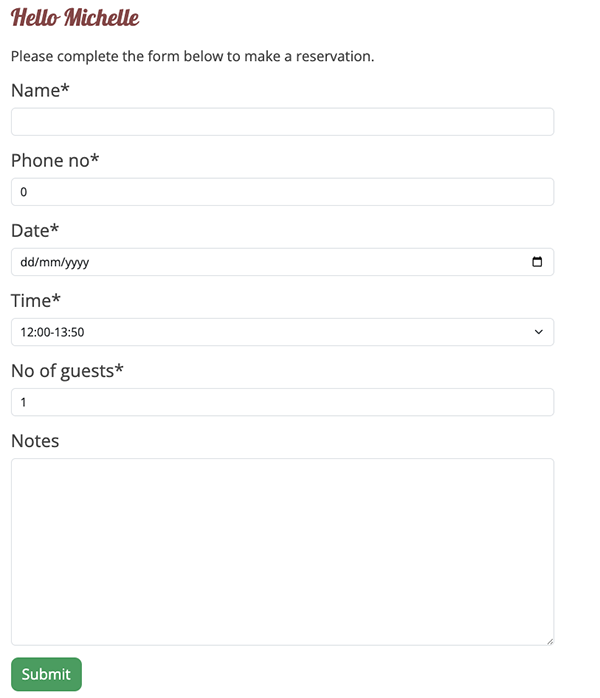 Hello Michelle
Please complete the form below to make a reservation.
Name*
Phone no*
0
Date*
dd/mm/yyyy
Time*
12:00-13:50
No of guests*
1
Notes
Submit